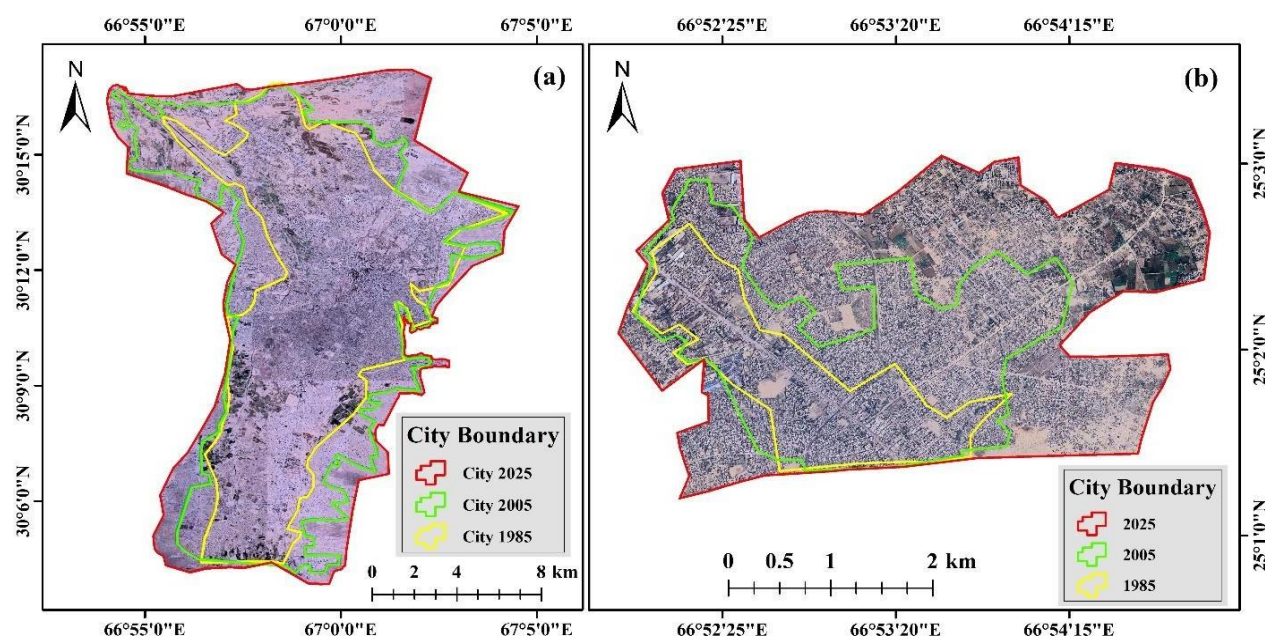 66°55'0"E 67°0'0"E 67°5'0"E
66°52'25"E 66°53'20"E 66°54'15"E
N
(a)
30°15'0"N
30°12'0"N
30°9'0"N
30°6'0"N
City Boundary
City 2025
City 2005
City 1985
0 2 4 8 km
66°55'0"E 67°0'0"E 67°5'0"E
N
(b)
25°3'0"N
25°2'0"N
25°1'0"N
City Boundary
2025
2005
1985
0 0.5 1 2 km
66°52'25"E 66°53'20"E 66°54'15"E